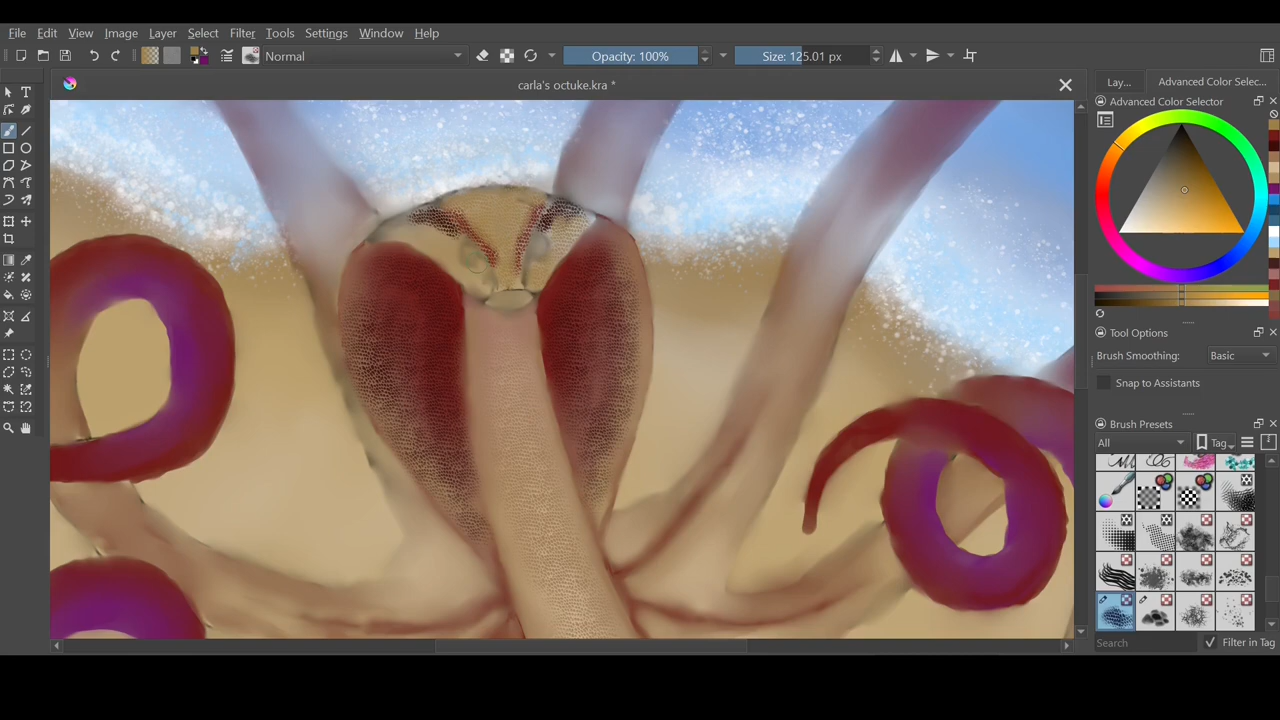 File Edit View Image Layer Select Filter Tools Settings Window Help
Normal Opacity: 100% Size: 125.01 px
carla's octuke.kra *
Lay... Advanced Color Selec...
Advanced Color Selector
Tool Options
Brush Smoothing: Basic
Snap to Assistants
Brush Presets
All Tag
Search Filter in Tag